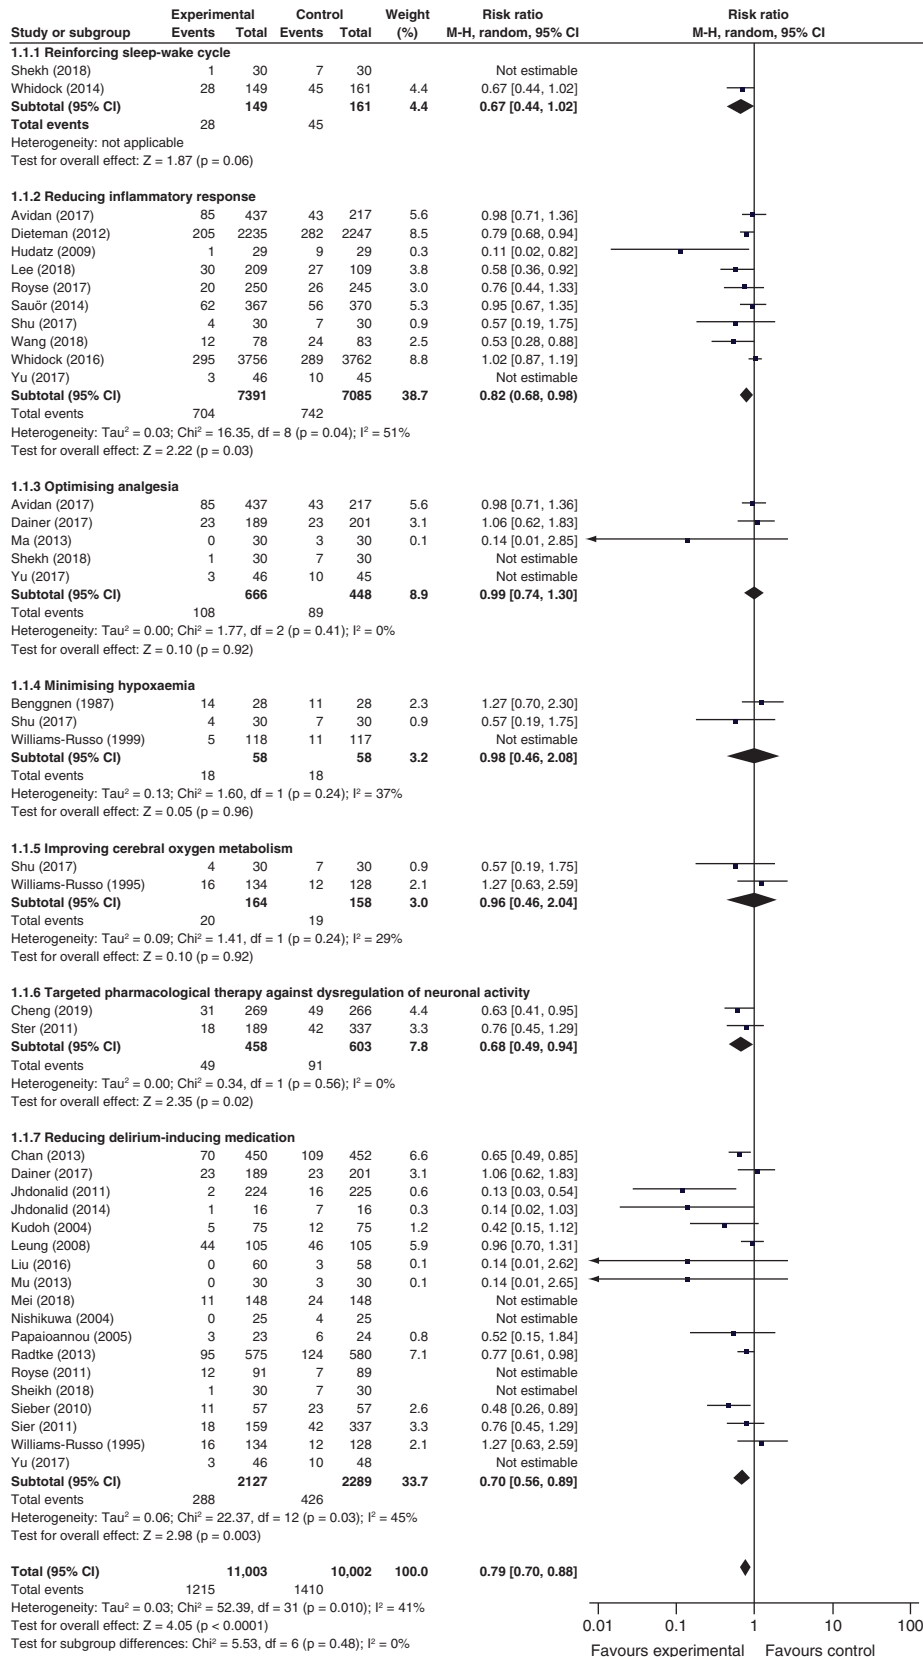 Experimental Control Weight Risk ratio Risk ratio
Study or subgroup Events Total Events Total (%) M-H, random, 95% CI M-H, random, 95% CI
1.1.1 Reinforcing sleep-wake cycle
Shekh (2018) 1 30 7 30 Not estimable
Whidock (2014) 28 149 45 161 4.4 0.67 [0.44, 1.02]
Subtotal (95% CI) 149 161 4.4 0.67 [0.44, 1.02]
Total events 28 45
Heterogeneity: not applicable
Test for overall effect: Z = 1.87 (p = 0.06)
1.1.2 Reducing inflammatory response
Avidan (2017) 85 437 43 217 5.6 0.98 [0.71, 1.36]
Dieteman (2012) 205 2235 282 2247 8.5 0.79 [0.68, 0.94]
Hudatz (2009) 1 29 9 29 0.3 0.11 [0.02, 0.82]
Lee (2018) 30 209 27 109 3.8 0.58 [0.36, 0.92]
Royse (2017) 20 250 26 245 3.0 0.76 [0.44, 1.33]
Sauör (2014) 62 367 56 370 5.3 0.95 [0.67, 1.35]
Shu (2017) 4 30 7 30 0.9 0.57 [0.19, 1.75]
Wang (2018) 12 78 24 83 2.5 0.53 [0.28, 0.88]
Whidock (2016) 295 3756 289 3762 8.8 1.02 [0.87, 1.19]
Yu (2017) 3 46 10 45 Not estimable
Subtotal (95% CI) 7391 7085 38.7 0.82 (0.68, 0.98]
Total events 704 742
Heterogeneity: Tau² = 0.03; Chi² = 16.35, df = 8 (p = 0.04); I² = 51%
Test for overall effect: Z = 2.22 (p = 0.03)
1.1.3 Optimising analgesia
Avidan (2017) 85 437 43 217 5.6 0.98 [0.71, 1.36]
Dainer (2017) 23 189 23 201 3.1 1.06 [0.62, 1.83]
Ma (2013) 0 30 3 30 0.1 0.14 [0.01, 2.85]
Shekh (2018) 1 30 7 30 Not estimable
Yu (2017) 3 46 10 45 Not estimable
Subtotal (95% CI) 666 448 8.9 0.99 [0.74, 1.30]
Total events 108 89
Heterogeneity: Tau² = 0.00; Chi² = 1.77, df = 2 (p = 0.41); I² = 0%
Test for overall effect: Z = 0.10 (p = 0.92)
1.1.4 Minimising hypoxaemia
Benggnen (1987) 14 28 11 28 2.3 1.27 [0.70, 2.30]
Shu (2017) 4 30 7 30 0.9 0.57 [0.19, 1.75]
Williams-Russo (1999) 5 118 11 117 Not estimable
Subtotal (95% CI) 58 58 3.2 0.98 [0.46, 2.08]
Total events 18 18
Heterogeneity: Tau² = 0.13; Chi² = 1.60, df = 1 (p = 0.24); I² = 37%
Test for overall effect: Z = 0.05 (p = 0.96)
1.1.5 Improving cerebral oxygen metabolism
Shu (2017) 4 30 7 30 0.9 0.57 [0.19, 1.75]
Williams-Russo (1995) 16 134 12 128 2.1 1.27 [0.63, 2.59]
Subtotal (95% CI) 164 158 3.0 0.96 [0.46, 2.04]
Total events 20 19
Heterogeneity: Tau² = 0.09; Chi² = 1.41, df = 1 (p = 0.24); I² = 29%
Test for overall effect: Z = 0.10 (p = 0.92)
1.1.6 Targeted pharmacological therapy against dysregulation of neuronal activity
Cheng (2019) 31 269 49 266 4.4 0.63 [0.41, 0.95]
Ster (2011) 18 189 42 337 3.3 0.76 [0.45, 1.29]
Subtotal (95% CI) 458 603 7.8 0.68 [0.49, 0.94]
Total events 49 91
Heterogeneity: Tau² = 0.00; Chi² = 0.34, df = 1 (p = 0.56); I² = 0%
Test for overall effect: Z = 2.35 (p = 0.02)
1.1.7 Reducing delirium-inducing medication
Chan (2013) 70 450 109 452 6.6 0.65 [0.49, 0.85]
Dainer (2017) 23 189 23 201 3.1 1.06 [0.62, 1.83]
Jhdonalid (2011) 2 224 16 225 0.6 0.13 [0.03, 0.54]
Jhdonalid (2014) 1 16 7 16 0.3 0.14 [0.02, 1.03]
Kudoh (2004) 5 75 12 75 1.2 0.42 [0.15, 1.12]
Leung (2008) 44 105 46 105 5.9 0.96 [0.70, 1.31]
Liu (2016) 0 60 3 58 0.1 0.14 [0.01, 2.62]
Mu (2013) 0 30 3 30 0.1 0.14 [0.01, 2.65]
Mei (2018) 11 148 24 148 Not estimable
Nishikuwa (2004) 0 25 4 25 Not estimable
Papaioannou (2005) 3 23 6 24 0.8 0.52 [0.15, 1.84]
Radtke (2013) 95 575 124 580 7.1 0.77 [0.61, 0.98]
Royse (2011) 12 91 7 89 Not estimable
Sheikh (2018) 1 30 7 30 Not estimabel
Sieber (2010) 11 57 23 57 2.6 0.48 [0.26, 0.89]
Sier (2011) 18 159 42 337 3.3 0.76 [0.45, 1.29]
Williams-Russo (1995) 16 134 12 128 2.1 1.27 [0.63, 2.59]
Yu (2017) 3 46 10 48 Not estimable
Subtotal (95% CI) 2127 2289 33.7 0.70 [0.56, 0.89]
Total events 288 426
Heterogeneity: Tau² = 0.06; Chi² = 22.37, df = 12 (p = 0.03); I² = 45%
Test for overall effect: Z = 2.98 (p = 0.003)
Total (95% CI) 11,003 10,002 100.0 0.79 [0.70, 0.88]
Total events 1215 1410
Heterogeneity: Tau² = 0.03; Chi² = 52.39, df = 31 (p = 0.010); I² = 41%
Test for overall effect: Z = 4.05 (p < 0.0001)
Test for subgroup differences: Chi² = 5.53, df = 6 (p = 0.48); I² = 0%
0.01 0.1 1 10 100
Favours experimental Favours control